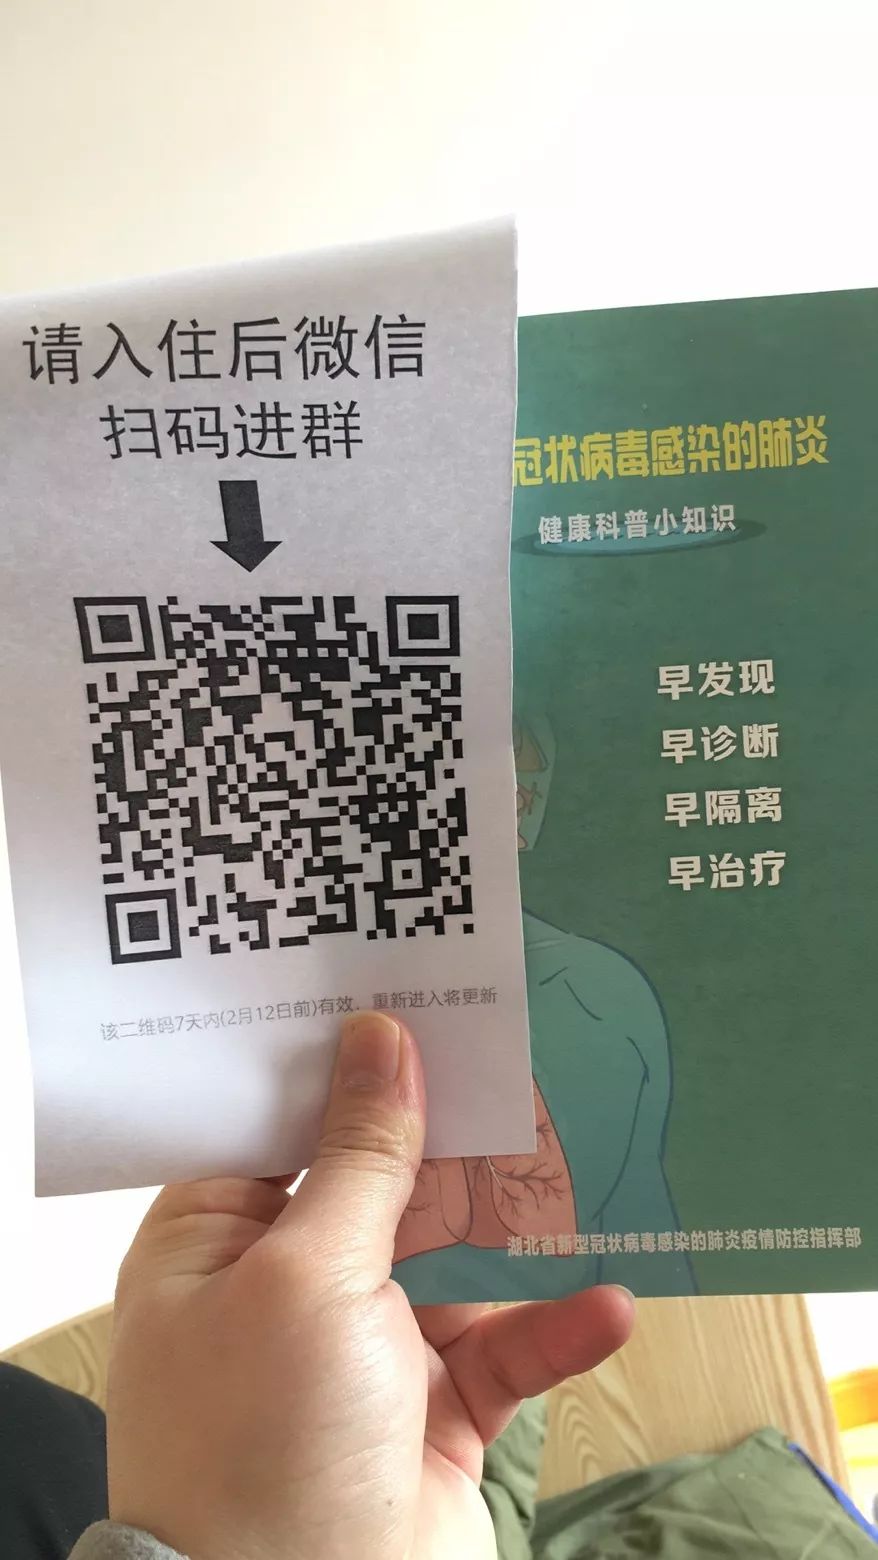 请入住后微信
扫码进群
该二维码7天内(2月12日前)有效，重新进入将更新
冠状病毒感染的肺炎
健康科普小知识
早发现
早诊断
早隔离
早治疗
湖北省新型冠状病毒感染的肺炎疫情防控指挥部